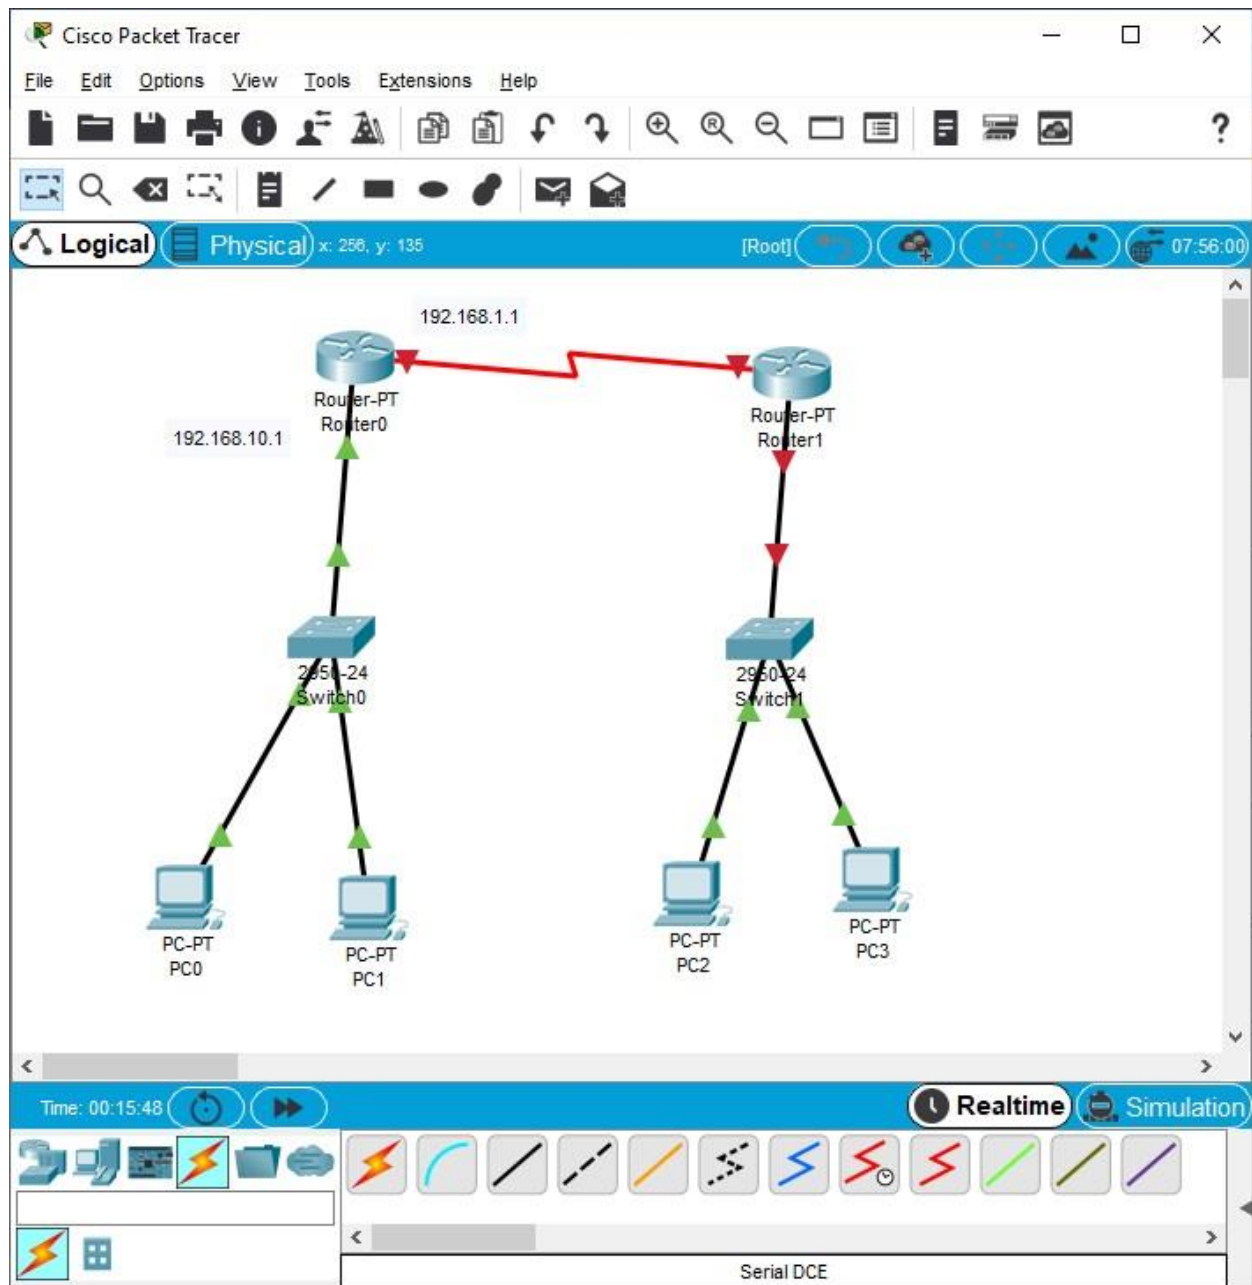 Cisco Packet Tracer
File Edit Options View Tools Extensions Help
R
?
Logical Physical x: 256, y: 135 [Root] 07:56:00
192.168.1.1
Router-PT
Router0
Router-PT
Router1
192.168.10.1
2950-24
Switch0
2950-24
Switch1
PC-PT
PC0
PC-PT
PC1
PC-PT
PC2
PC-PT
PC3
Time: 00:15:48 Realtime Simulation
Serial DCE